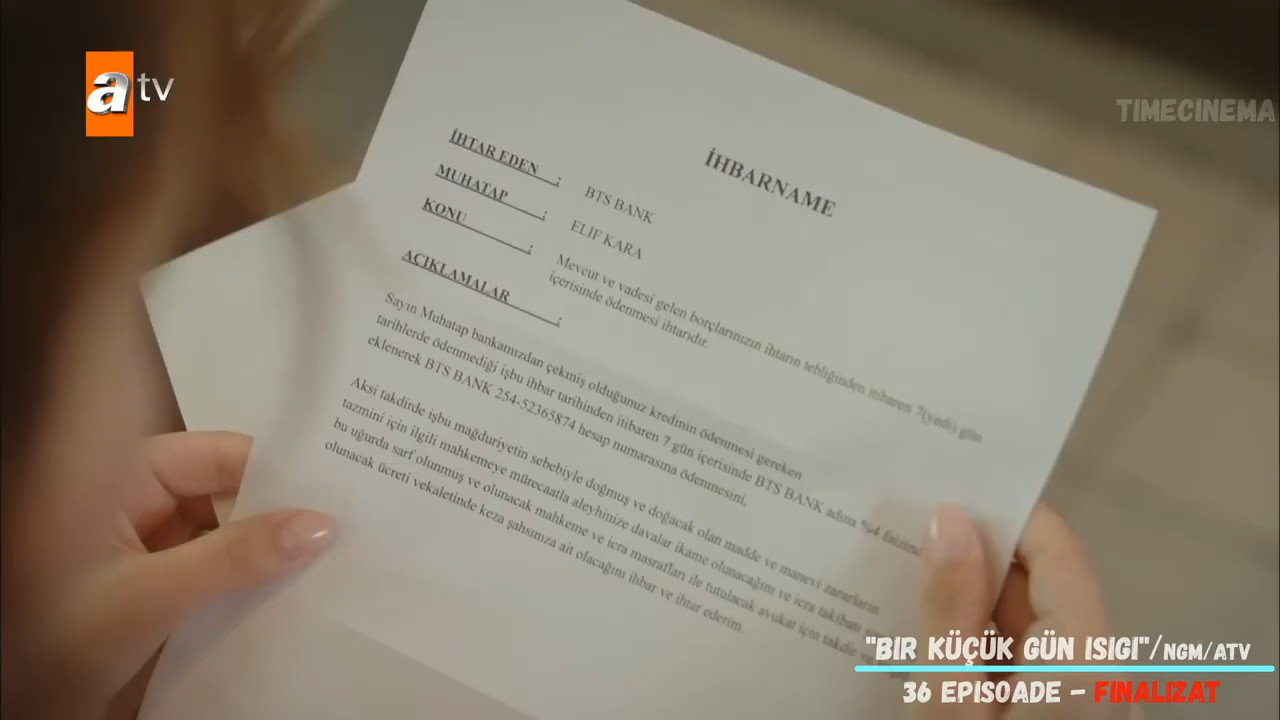 a tv
TIMECINEMA
İHBARNAME
İHTAR EDEN : BTS BANK
MUHATAP : ELİF KARA
KONU : Mevcut ve vadesi gelen borçlarınızın ihtarın tebliğinden itibaren 7(yedi) gün
içerisinde ödenmesi ihtarıdır.
AÇIKLAMALAR :
Sayın Muhatap bankamızdan çekmiş olduğunuz kredinin ödenmesi gereken
tarihlerde ödenmediği işbu ihbar tarihinden itibaren 7 gün içerisinde BTS BANK adına %4 faizine
eklenerek BTS BANK 254-52365874 hesap numarasına ödenmesini,
Aksi takdirde işbu mağduriyetin sebebiyle doğmuş ve doğacak olan madde ve manevi zararların
tazmini için ilgili mahkemeye müracaatla aleyhinize davalar ikame olunacağını ve icra takibatı
bu uğurda sarf olunmuş ve olunacak mahkeme ve icra masrafları ile tutulacak avukat için takdir
olunacak ücreti vekaletinde keza şahsınıza ait olacağını ihbar ve ihtar ederim.
"BIR KÜÇÜK GÜN ISIGI"/NGM/ATV
36 EPISOADE - FINALIZAT